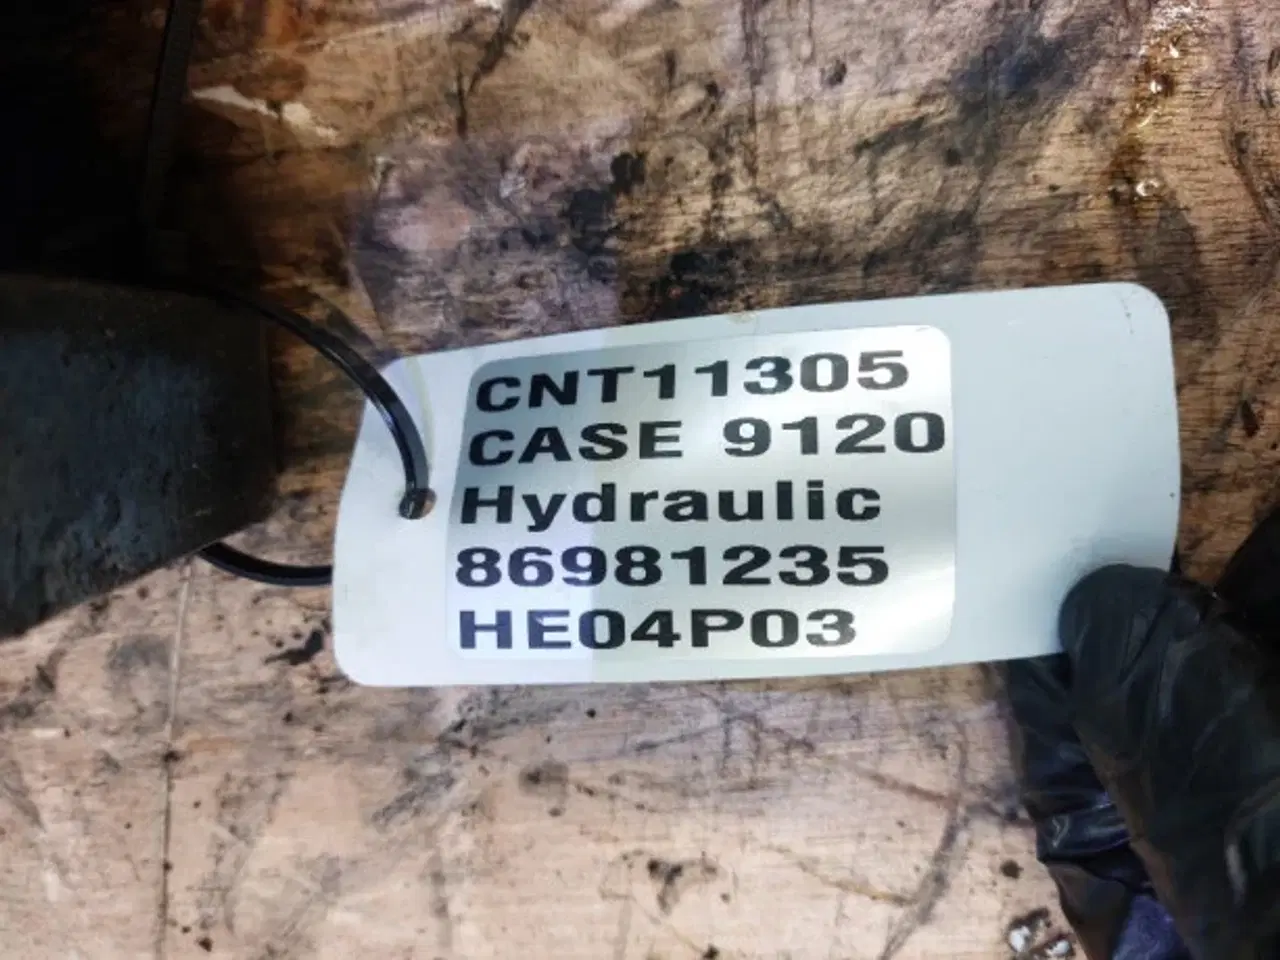 CNT11305
CASE 9120
Hydraulic
86981235
HE04P03